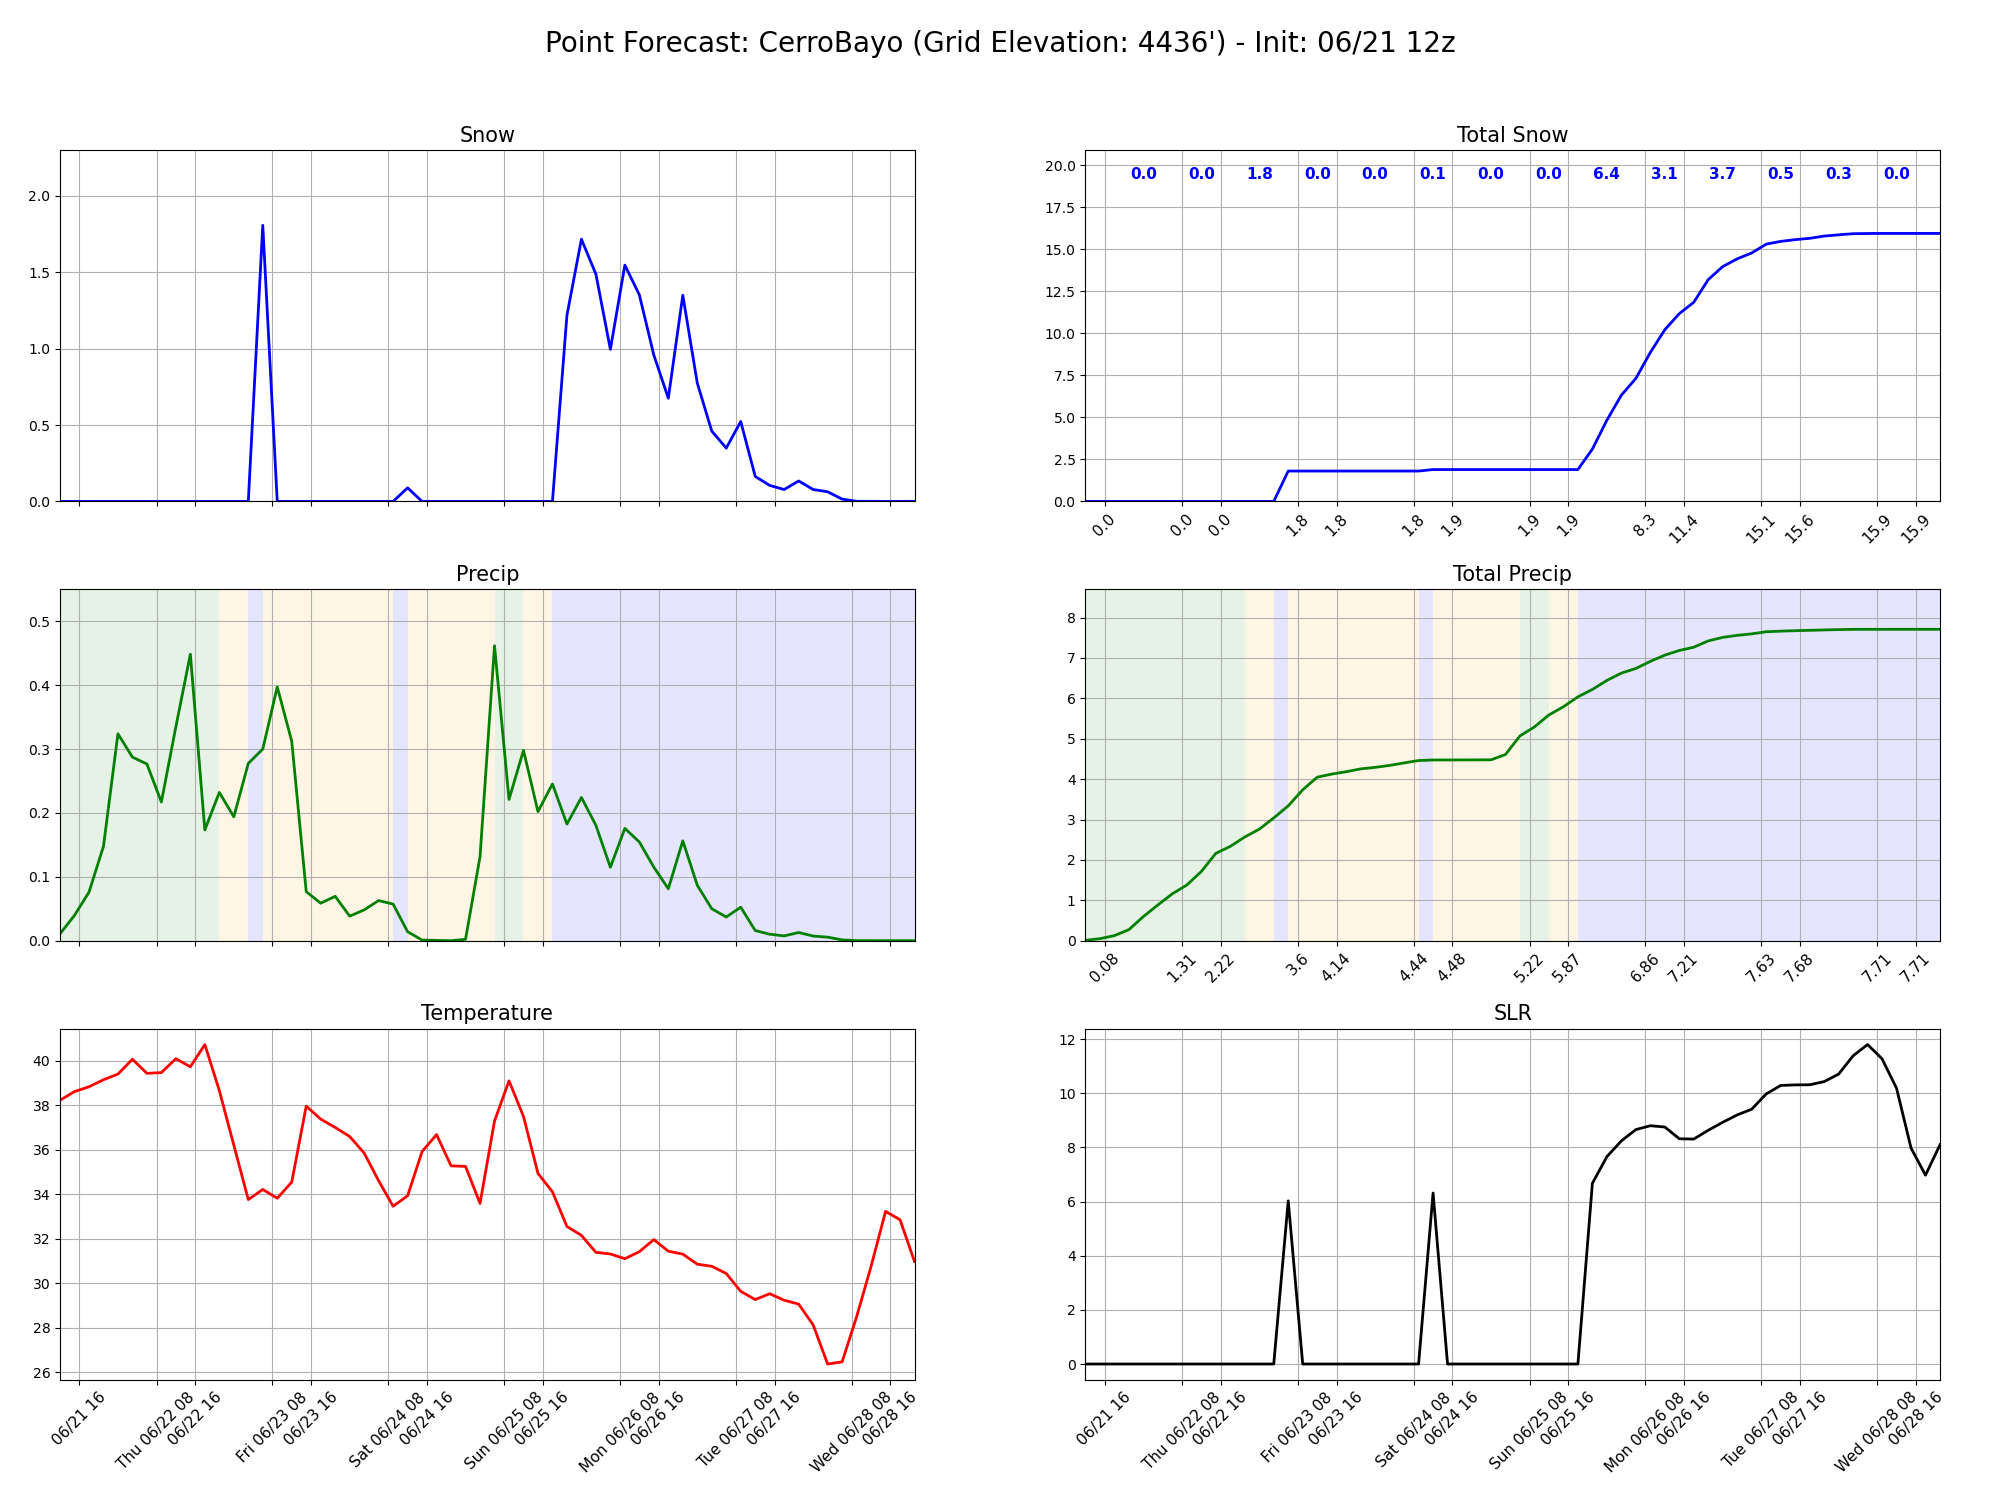 Point Forecast: CerroBayo (Grid Elevation: 4436') - Init: 06/21 12z
Snow
2.0
1.5
1.0
0.5
0.0
Total Snow
20.0
17.5
15.0
12.5
10.0
7.5
5.0
2.5
0.0
0.0 0.0 1.8 0.0 0.0 0.1 0.0 0.0 6.4 3.1 3.7 0.5 0.3 0.0
0.0 0.0 0.0 1.8 1.8 1.8 1.9 1.9 1.9 8.3 11.4 15.1 15.6 15.9 15.9
Precip
0.5
0.4
0.3
0.2
0.1
0.0
Total Precip
8
7
6
5
4
3
2
1
0
0.08 1.31 2.22 3.6 4.14 4.44 4.48 5.22 5.87 6.86 7.21 7.63 7.68 7.71 7.71
Temperature
40
38
36
34
32
30
28
26
06/21 16
Thu 06/22 08
06/22 16
Fri 06/23 08
06/23 16
Sat 06/24 08
06/24 16
Sun 06/25 08
06/25 16
Mon 06/26 08
06/26 16
Tue 06/27 08
06/27 16
Wed 06/28 08
06/28 16
SLR
12
10
8
6
4
2
0
06/21 16
Thu 06/22 08
06/22 16
Fri 06/23 08
06/23 16
Sat 06/24 08
06/24 16
Sun 06/25 08
06/25 16
Mon 06/26 08
06/26 16
Tue 06/27 08
06/27 16
Wed 06/28 08
06/28 16